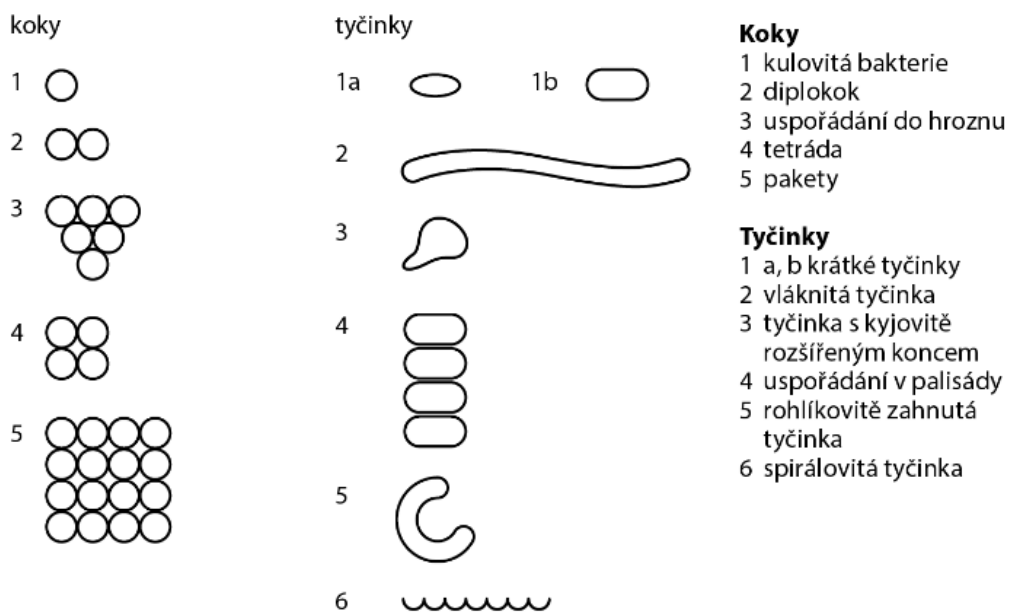 koky
1
2
3
4
5
tyčinky
1a
1b
2
3
4
5
6
Koky
1 kulovitá bakterie
2 diplokok
3 uspořádání do hroznu
4 tetráda
5 pakety
Tyčinky
1 a, b krátké tyčinky
2 vláknitá tyčinka
3 tyčinka s kyjovitě
rozšířeným koncem
4 uspořádání v palisády
5 rohlíkovitě zahnutá
tyčinka
6 spirálovitá tyčinka